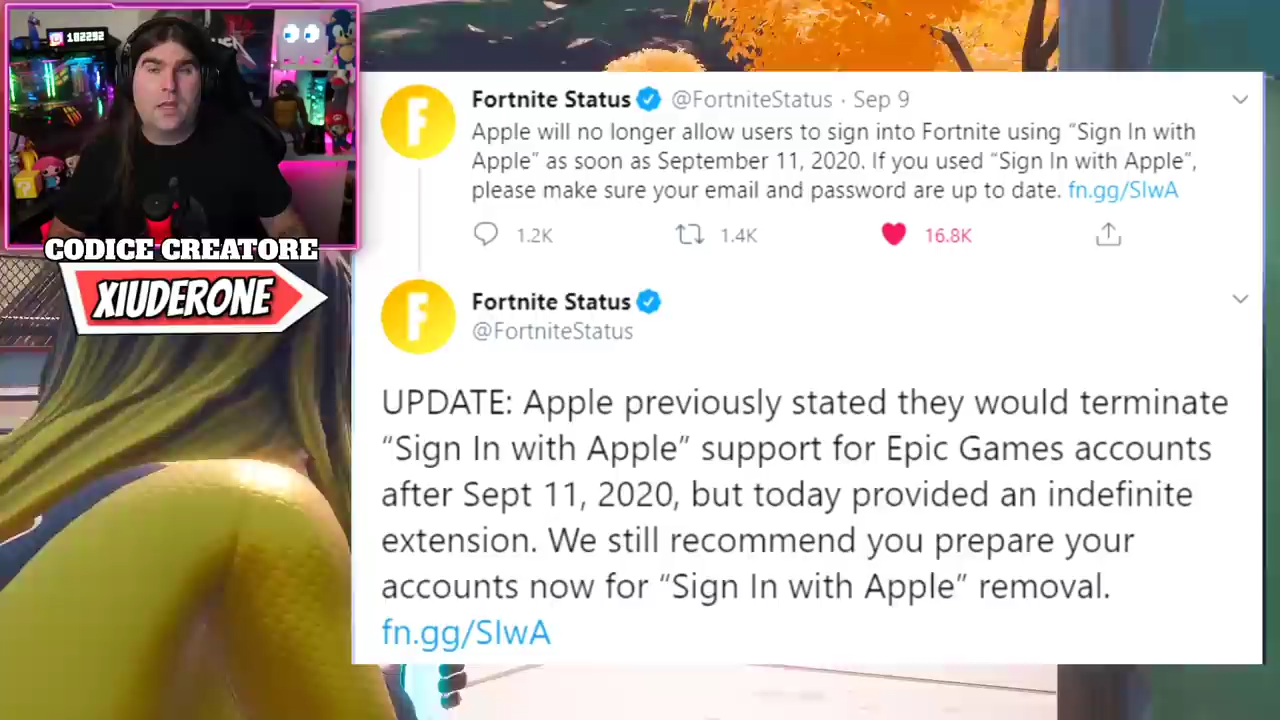 102292
CODICE CREATORE
XIUDERONE
Fortnite Status @FortniteStatus · Sep 9
Apple will no longer allow users to sign into Fortnite using “Sign In with
Apple” as soon as September 11, 2020. If you used “Sign In with Apple”,
please make sure your email and password are up to date. fn.gg/SIwA
1.2K 1.4K 16.8K
Fortnite Status
@FortniteStatus
UPDATE: Apple previously stated they would terminate
“Sign In with Apple” support for Epic Games accounts
after Sept 11, 2020, but today provided an indefinite
extension. We still recommend you prepare your
accounts now for “Sign In with Apple” removal.
fn.gg/SIwA